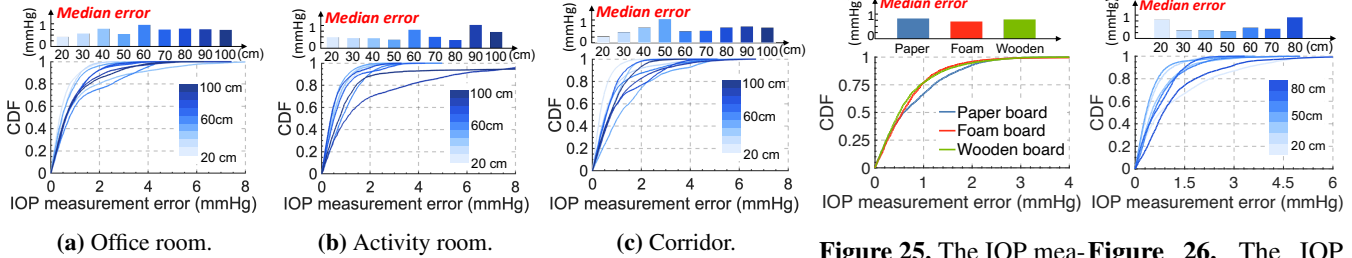 Median error
(mmHg)
1
0
20 30 40 50 60 70 80 90 100 (cm)
CDF
1
0.8
0.6
0.4
0.2
0
100 cm
60cm
20 cm
0 2 4 6 8
IOP measurement error (mmHg)
(a) Office room.
Median error
(mmHg)
1
0
20 30 40 50 60 70 80 90 100 (cm)
CDF
1
0.8
0.6
0.4
0.2
0
100 cm
60cm
20 cm
0 2 4 6 8
IOP measurement error (mmHg)
(b) Activity room.
Median error
(mmHg)
1
0
20 30 40 50 60 70 80 90 100 (cm)
CDF
1
0.8
0.6
0.4
0.2
0
100 cm
60cm
20 cm
0 2 4 6 8
IOP measurement error (mmHg)
(c) Corridor.
Median error
(mmHg)
1
0
Paper Foam Wooden
CDF
1
0.75
0.5
0.25
0
Paper board
Foam board
Wooden board
0 1 2 3 4
IOP measurement error (mmHg)
Figure 25. The IOP mea-
Median error
(mmHg)
1
0
20 30 40 50 60 70 80 (cm)
CDF
1
0.8
0.6
0.4
0.2
0
80 cm
50cm
20 cm
0 1.5 3 4.5 6
IOP measurement error (mmHg)
Figure 26. The IOP